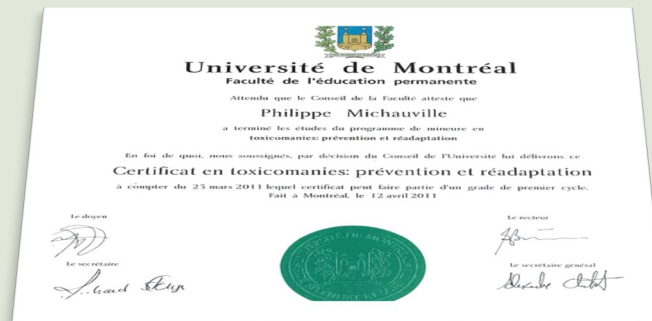 Université de Montréal
Faculté de l'éducation permanente
Attendu que le Conseil de la Faculté atteste que
Philippe Michauville
a terminé les études du programme de mineure en
toxicomanies: prévention et réadaptation
En foi de quoi, nous soussignés, par décision du Conseil de l'Université lui délivrons ce
Certificat en toxicomanies: prévention et réadaptation
à compter du 23 mars 2011 lequel certificat peut faire partie d'un grade de premier cycle.
Fait à Montréal, le 12 avril 2011
Le doyen
Le recteur
Le secrétaire
Le secrétaire général